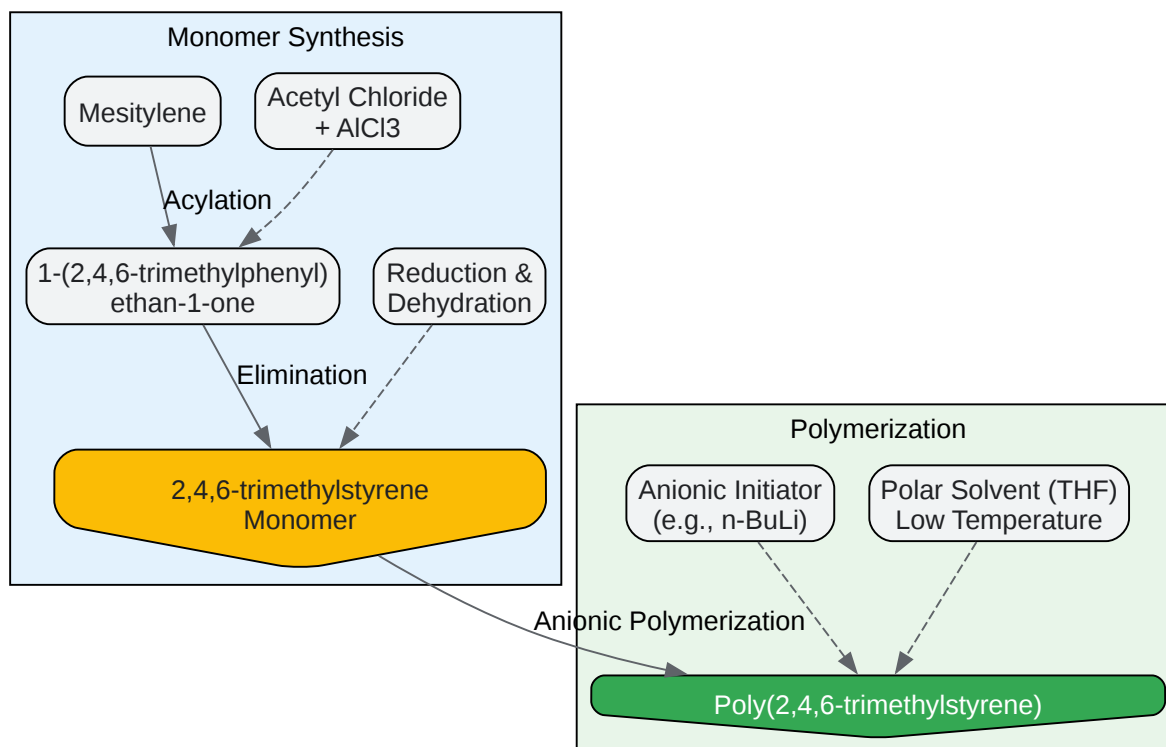 Monomer Synthesis
Mesitylene
Acetyl Chloride
+ AlCl3
Acylation
1-(2,4,6-trimethylphenyl)
ethan-1-one
Reduction &
Dehydration
Elimination
2,4,6-trimethylstyrene
Monomer
Polymerization
Anionic Initiator
(e.g., n-BuLi)
Polar Solvent (THF)
Low Temperature
Anionic Polymerization
Poly(2,4,6-trimethylstyrene)